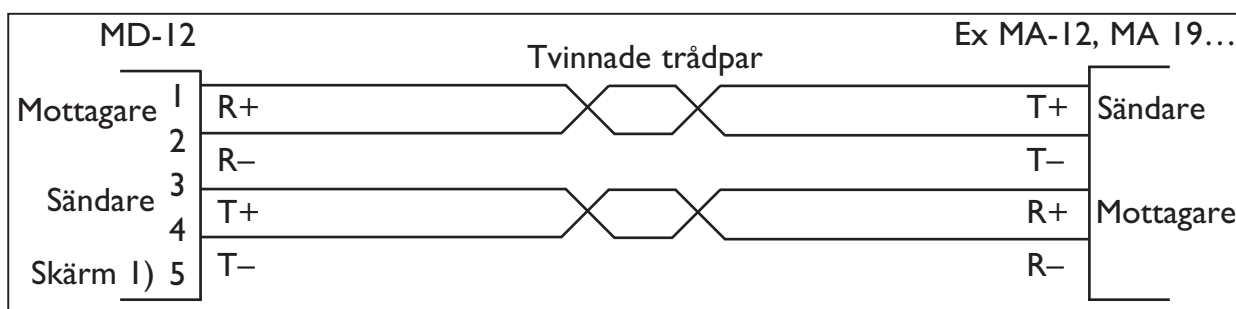 MD-12
Ex MA-12, MA 19…
Tvinnade trådpar
Mottagare 1 R+ T+ Sändare
2 R– T–
Sändare 3 T+ R+ Mottagare
4 T– R–
Skärm 1) 5